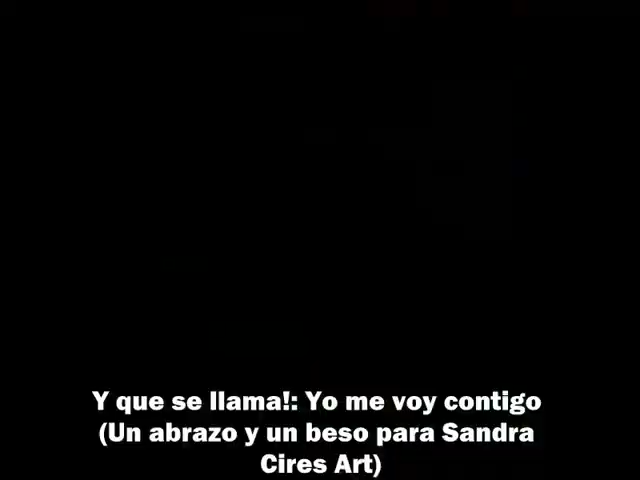 Y que se llama!: Yo me voy contigo
(Un abrazo y un beso para Sandra
Cires Art)